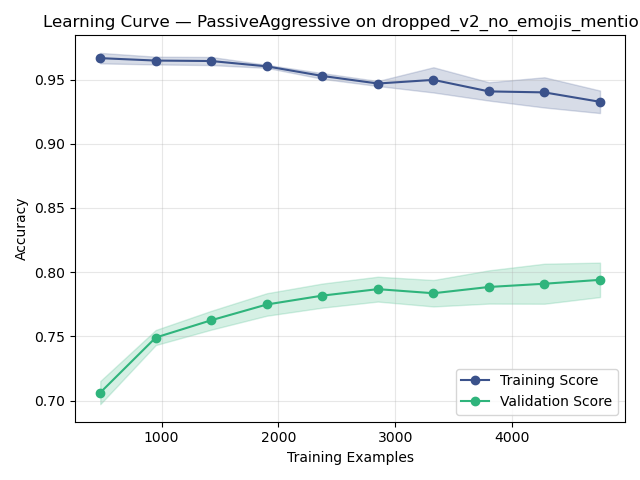 Learning Curve — PassiveAggressive on dropped_v2_no_emojis_mentio
0.95
0.90
0.85
0.80
0.75
0.70
Accuracy
Training Score
Validation Score
1000
2000
3000
4000
Training Examples